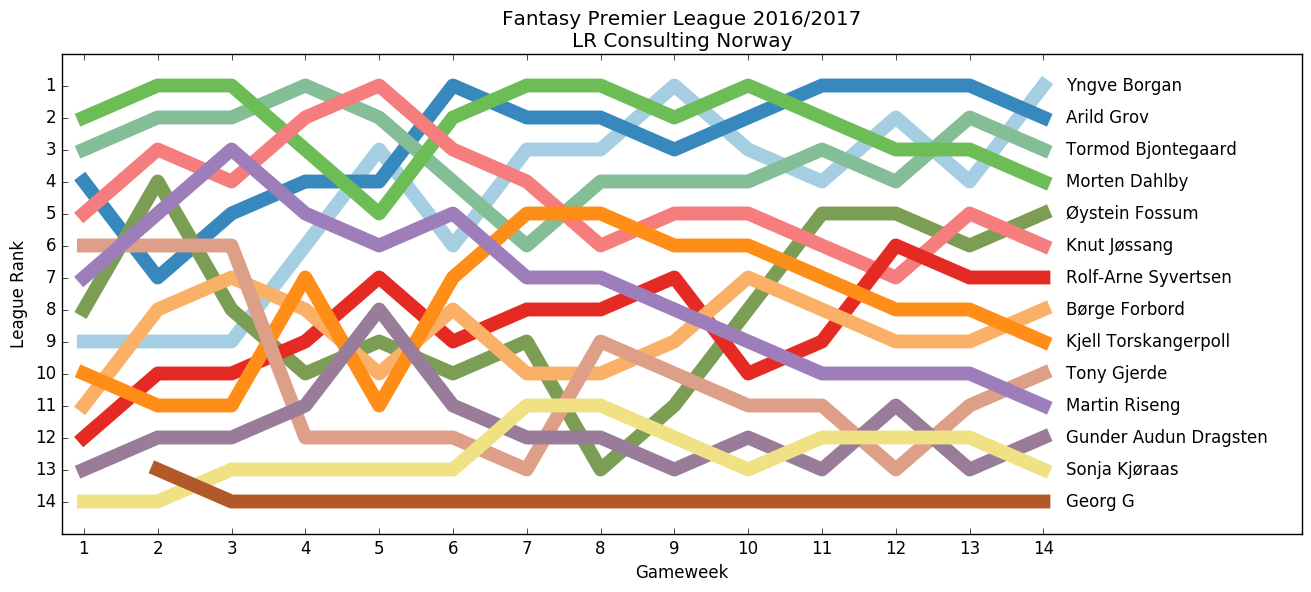 Fantasy Premier League 2016/2017
LR Consulting Norway
League Rank
1
2
3
4
5
6
7
8
9
10
11
12
13
14
Yngve Borgan
Arild Grov
Tormod Bjontegaard
Morten Dahlby
Øystein Fossum
Knut Jøssang
Rolf-Arne Syvertsen
Børge Forbord
Kjell Torskangerpoll
Tony Gjerde
Martin Riseng
Gunder Audun Dragsten
Sonja Kjøraas
Georg G
1 2 3 4 5 6 7 8 9 10 11 12 13 14
Gameweek